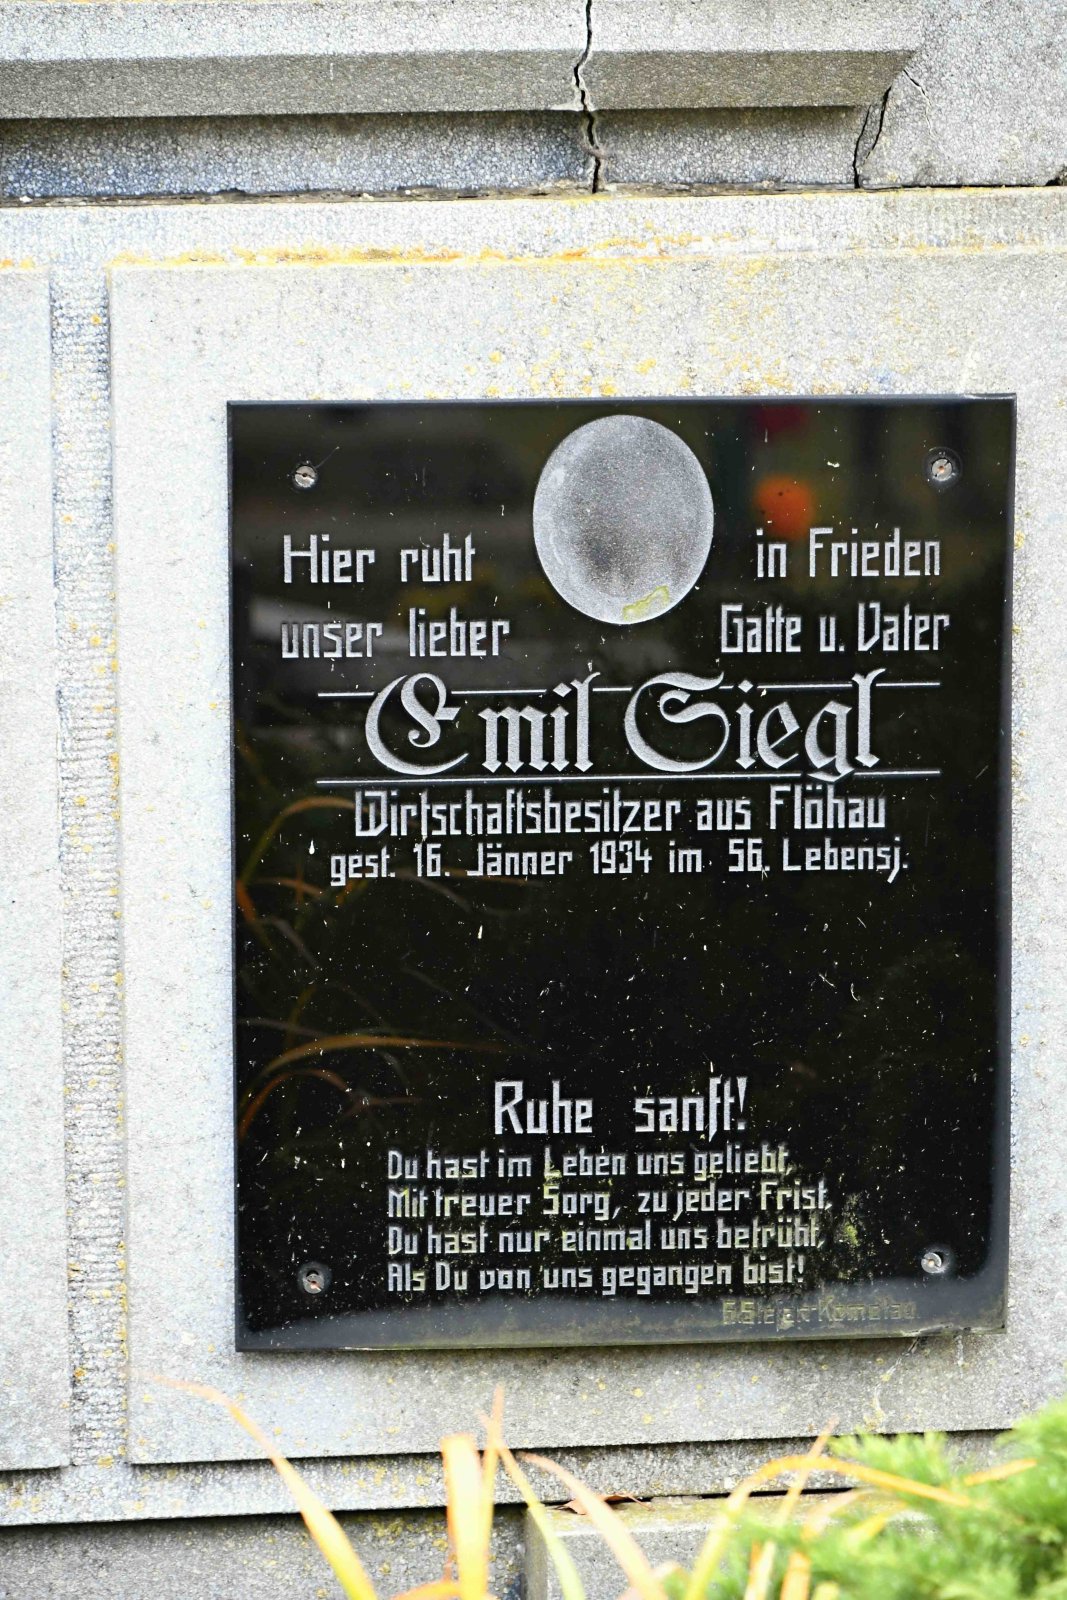 Hier ruht in Frieden
unser lieber Gatte u. Vater
Emil Siegl
Wirtschaftsbesitzer aus Flöhau
gest. 16. Jänner 1934 im 56. Lebensj.
Ruhe sanft!
Du hast im Leben uns geliebt,
Mit treuer Sorg, zu jeder Frist,
Du hast nur einmal uns betrübt,
Als Du von uns gegangen bist!
Komotau